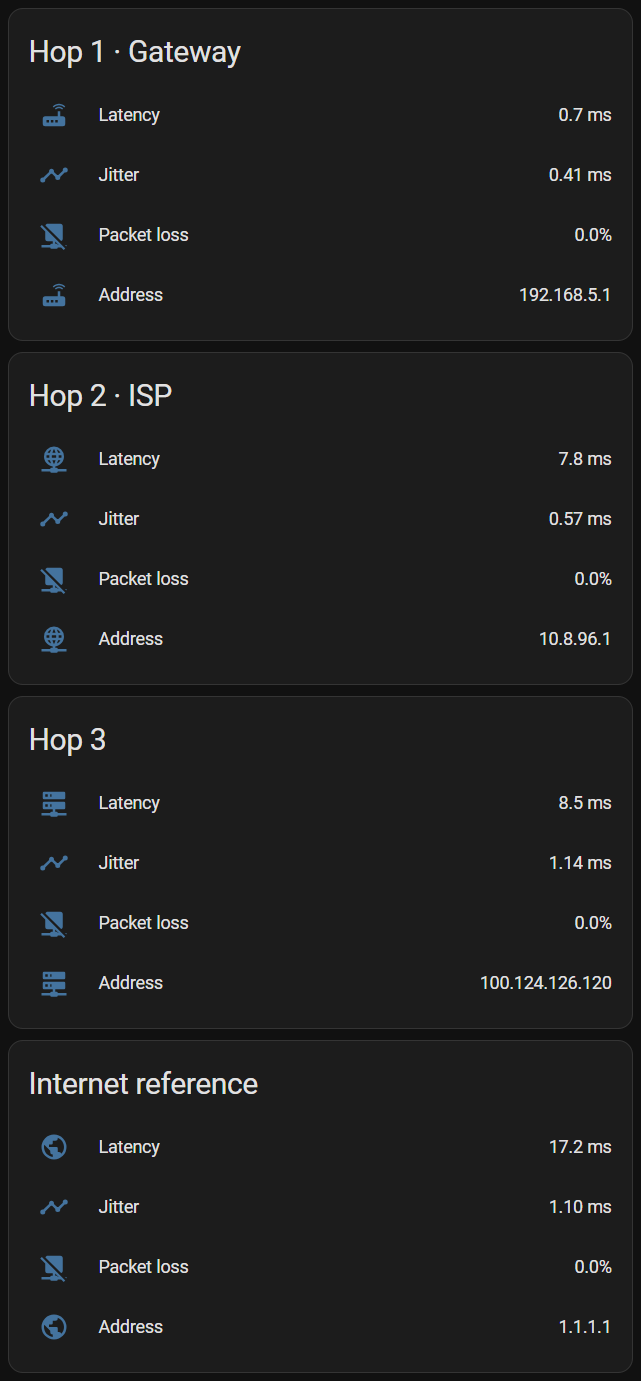 Hop 1 · Gateway
Latency 0.7 ms
Jitter 0.41 ms
Packet loss 0.0%
Address 192.168.5.1
Hop 2 · ISP
Latency 7.8 ms
Jitter 0.57 ms
Packet loss 0.0%
Address 10.8.96.1
Hop 3
Latency 8.5 ms
Jitter 1.14 ms
Packet loss 0.0%
Address 100.124.126.120
Internet reference
Latency 17.2 ms
Jitter 1.10 ms
Packet loss 0.0%
Address 1.1.1.1